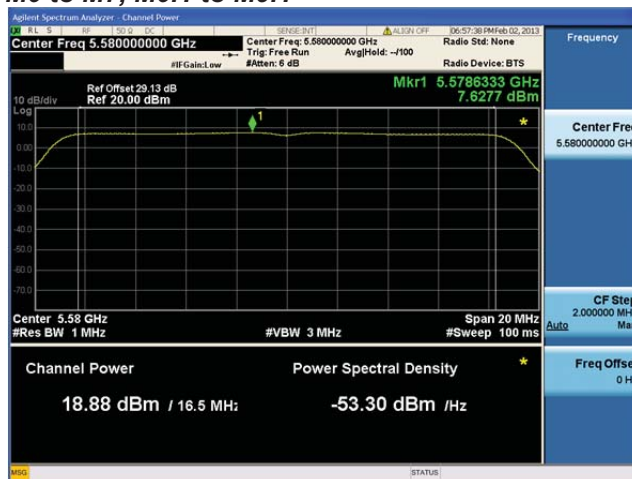 Agilent Spectrum Analyzer - Channel Power
RL S RF 50 Ω DC SENSE:INT ALIGN OFF 06:57:38 PM Feb 02, 2013
Center Freq 5.580000000 GHz
Center Freq: 5.580000000 GHz
Radio Std: None
Trig: Free Run Avg|Hold: --/100
#IFGain:Low #Atten: 6 dB Radio Device: BTS
Frequency
Mkr1 5.5786333 GHz
7.6277 dBm
Ref Offset 29.13 dB
10 dB/div Ref 20.00 dBm
Log
10.0
0.00
-10.0
-20.0
-30.0
-40.0
-50.0
-60.0
-70.0
1
*
Center Fre
5.580000000 GH
Center 5.58 GHz Span 20 MHz
#Res BW 1 MHz #VBW 3 MHz #Sweep 100 ms
CF Step
2.000000 MH
Auto Ma
Channel Power Power Spectral Density *
18.88 dBm / 16.5 MHz -53.30 dBm /Hz
Freq Offse
0 H
MSG STATUS